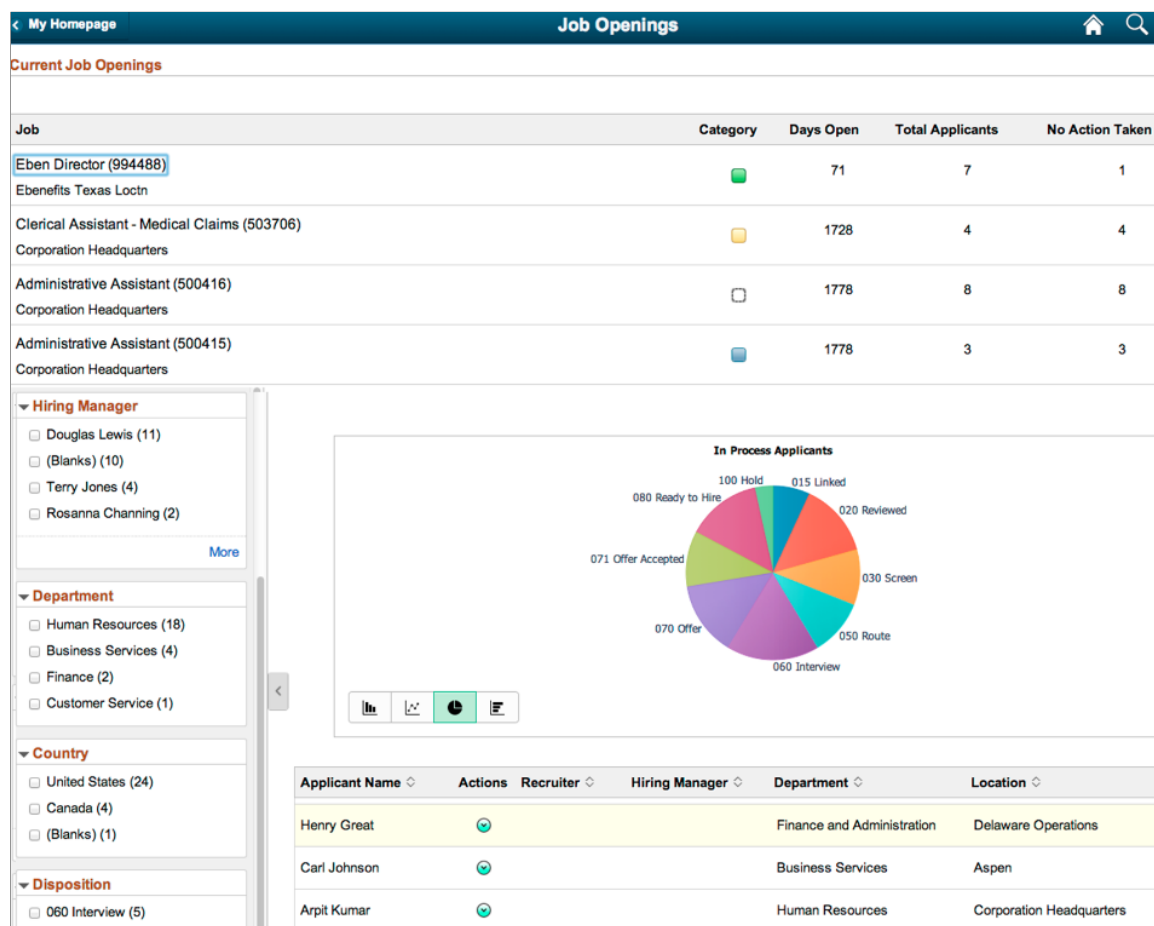 My Homepage
Job Openings
Current Job Openings
Job Category Days Open Total Applicants No Action Taken
Eben Director (994488) 71 7 1
Ebenefits Texas Loctn
Clerical Assistant - Medical Claims (503706) 1728 4 4
Corporation Headquarters
Administrative Assistant (500416) 1778 8 8
Corporation Headquarters
Administrative Assistant (500415) 1778 3 3
Corporation Headquarters
Hiring Manager
Douglas Lewis (11)
(Blanks) (10)
Terry Jones (4)
Rosanna Channing (2)
More
Department
Human Resources (18)
Business Services (4)
Finance (2)
Customer Service (1)
Country
United States (24)
Canada (4)
(Blanks) (1)
Disposition
060 Interview (5)
In Process Applicants
100 Hold
015 Linked
080 Ready to Hire
020 Reviewed
071 Offer Accepted
030 Screen
070 Offer
050 Route
060 Interview
Applicant Name Actions Recruiter Hiring Manager Department Location
Henry Great Finance and Administration Delaware Operations
Carl Johnson Business Services Aspen
Arpit Kumar Human Resources Corporation Headquarters